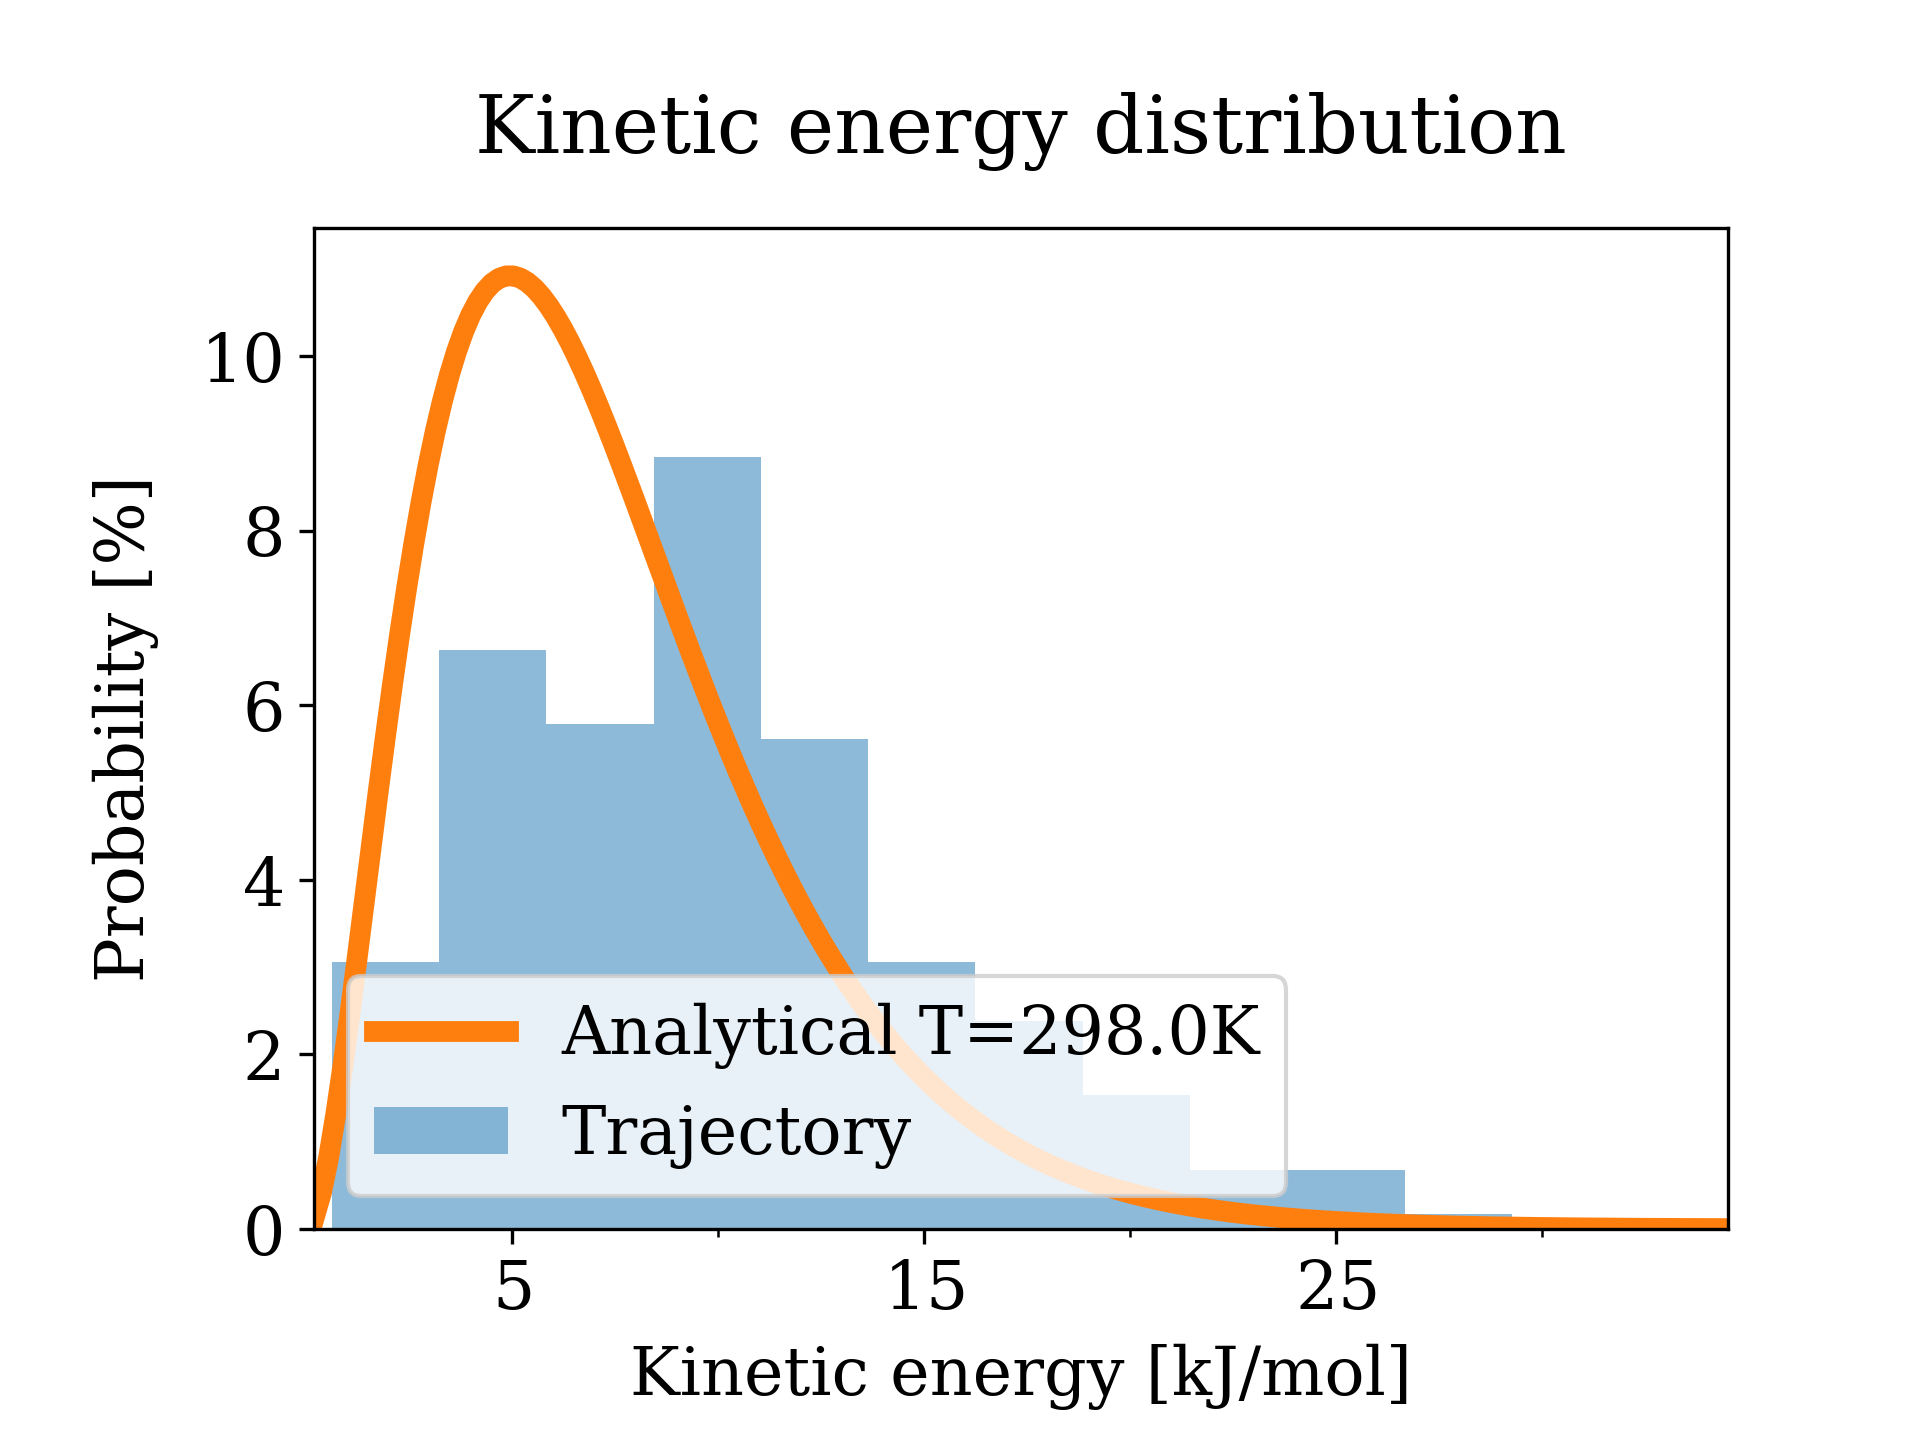 Kinetic energy distribution
Probability [%]
10
8
6
4
2
0
Analytical T=298.0K
Trajectory
5 15 25
Kinetic energy [kJ/mol]